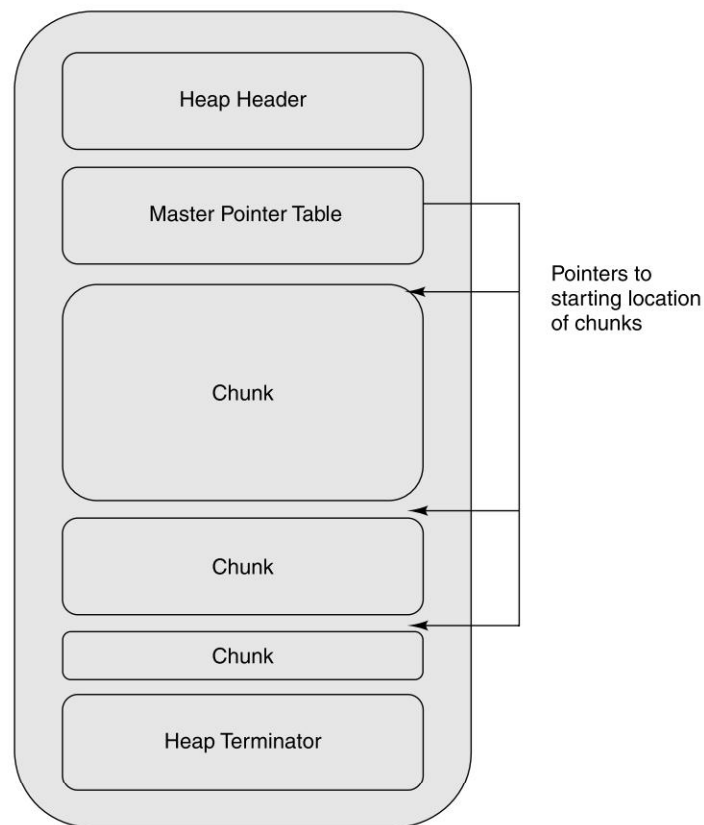 Heap Header
Master Pointer Table
Pointers to
starting location
of chunks
Chunk
Chunk
Chunk
Heap Terminator